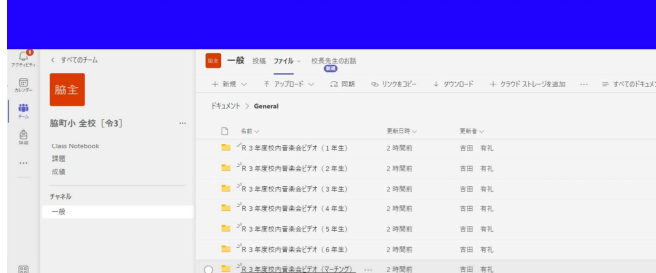 アクティビティ
カレンダー
チーム
課題
…
く すべてのチーム
脇主
脇町小 全校［令3］ …
Class Notebook
課題
成績
チャネル
一般
脇主 一般 投稿 ファイル 校長先生のお話
新規
+ 新規 アップロード 同期 リンクをコピー ダウンロード + クラウド ストレージを追加 … すべてのドキュメン
ドキュメント > General
名前 更新日時 更新者
R３年度校内音楽会ビデオ（１年生） 2 時間前 吉田 有礼
R３年度校内音楽会ビデオ（２年生） 2 時間前 吉田 有礼
R３年度校内音楽会ビデオ（３年生） 2 時間前 吉田 有礼
R３年度校内音楽会ビデオ（４年生） 2 時間前 吉田 有礼
R３年度校内音楽会ビデオ（５年生） 2 時間前 吉田 有礼
R３年度校内音楽会ビデオ（６年生） 2 時間前 吉田 有礼
R３年度校内音楽会ビデオ（マーチング） … 2 時間前 吉田 有礼